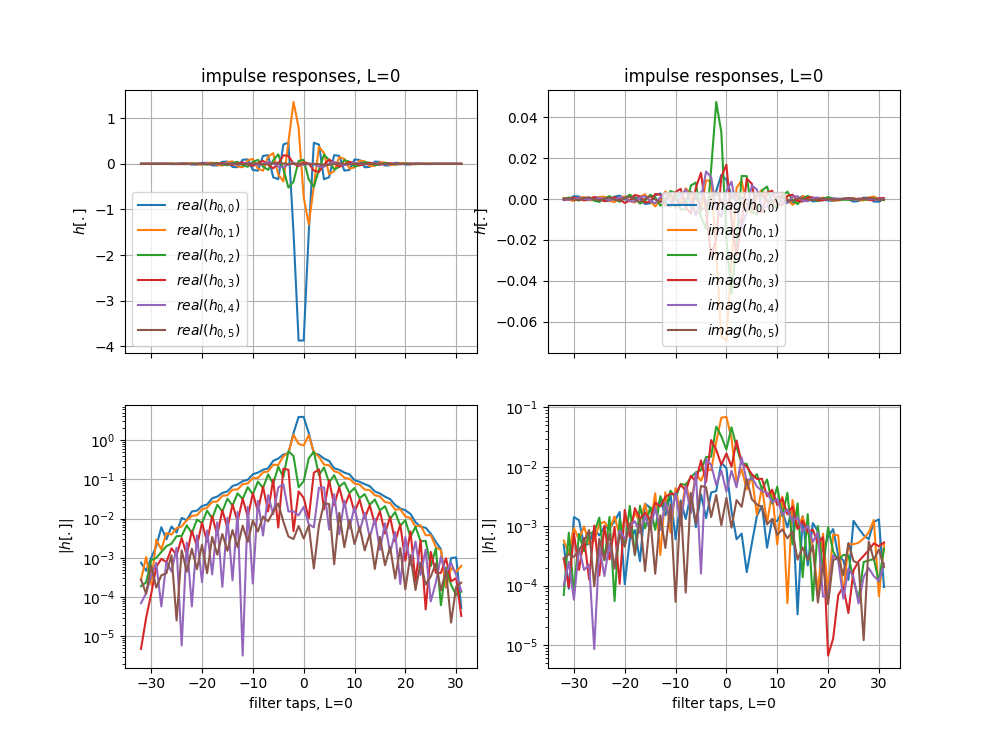 impulse responses, L=0
h[.]
1
0
−1
−2
−3
−4
real(h0,0)
real(h0,1)
real(h0,2)
real(h0,3)
real(h0,4)
real(h0,5)
impulse responses, L=0
h[.]
0.04
0.02
0.00
−0.02
−0.04
−0.06
imag(h0,0)
imag(h0,1)
imag(h0,2)
imag(h0,3)
imag(h0,4)
imag(h0,5)
|h[.]|
10^0
10^−1
10^−2
10^−3
10^−4
10^−5
−30 −20 −10 0 10 20 30
filter taps, L=0
|h[.]|
10^−1
10^−2
10^−3
10^−4
10^−5
−30 −20 −10 0 10 20 30
filter taps, L=0